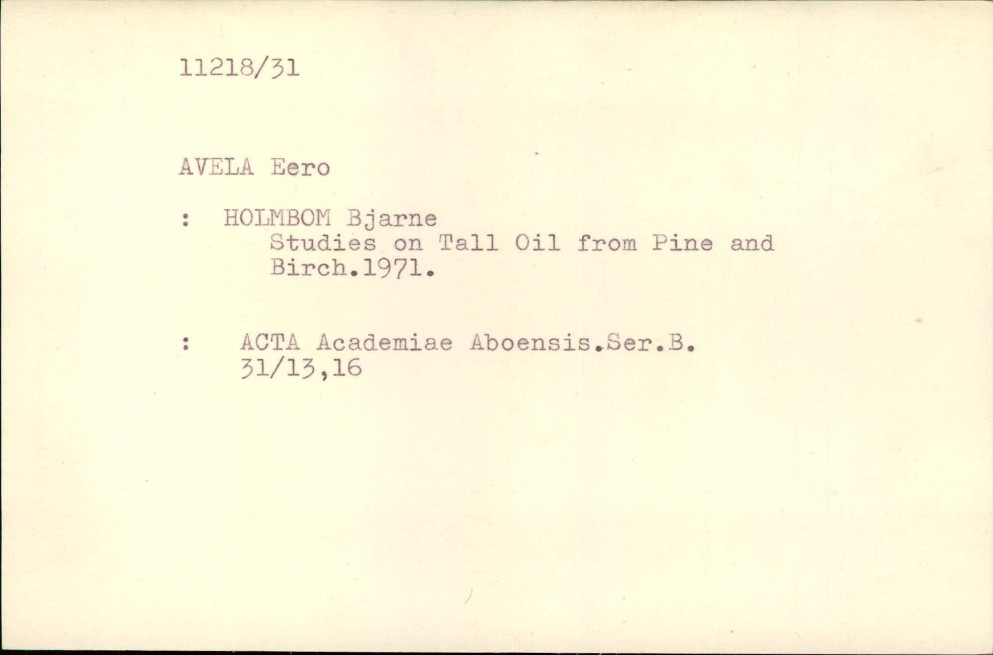 11218/31
AVELA Eero
: HOLMBOM Bjarne
Studies on Tall Oil from Pine and
Birch.1971.
: ACTA Academiae Aboensis.Ser.B.
31/13,16